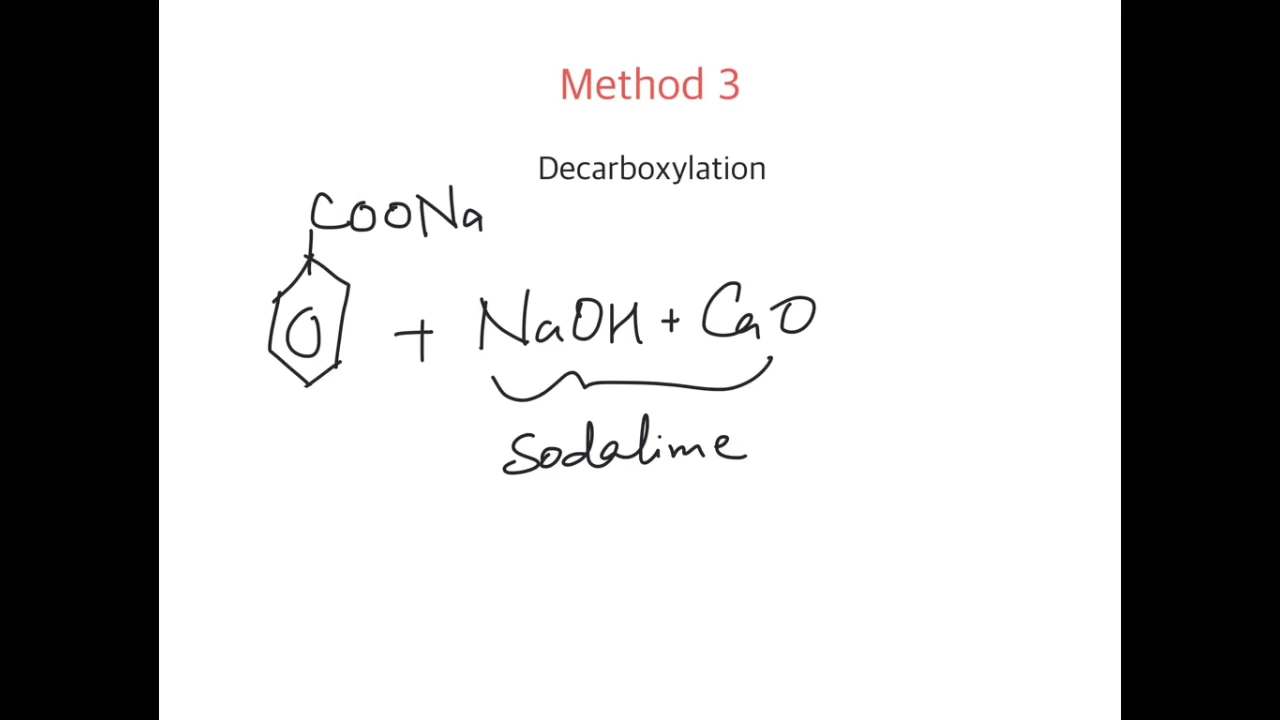 Method 3
Decarboxylation
COONa
+ NaOH + CaO
Sodalime